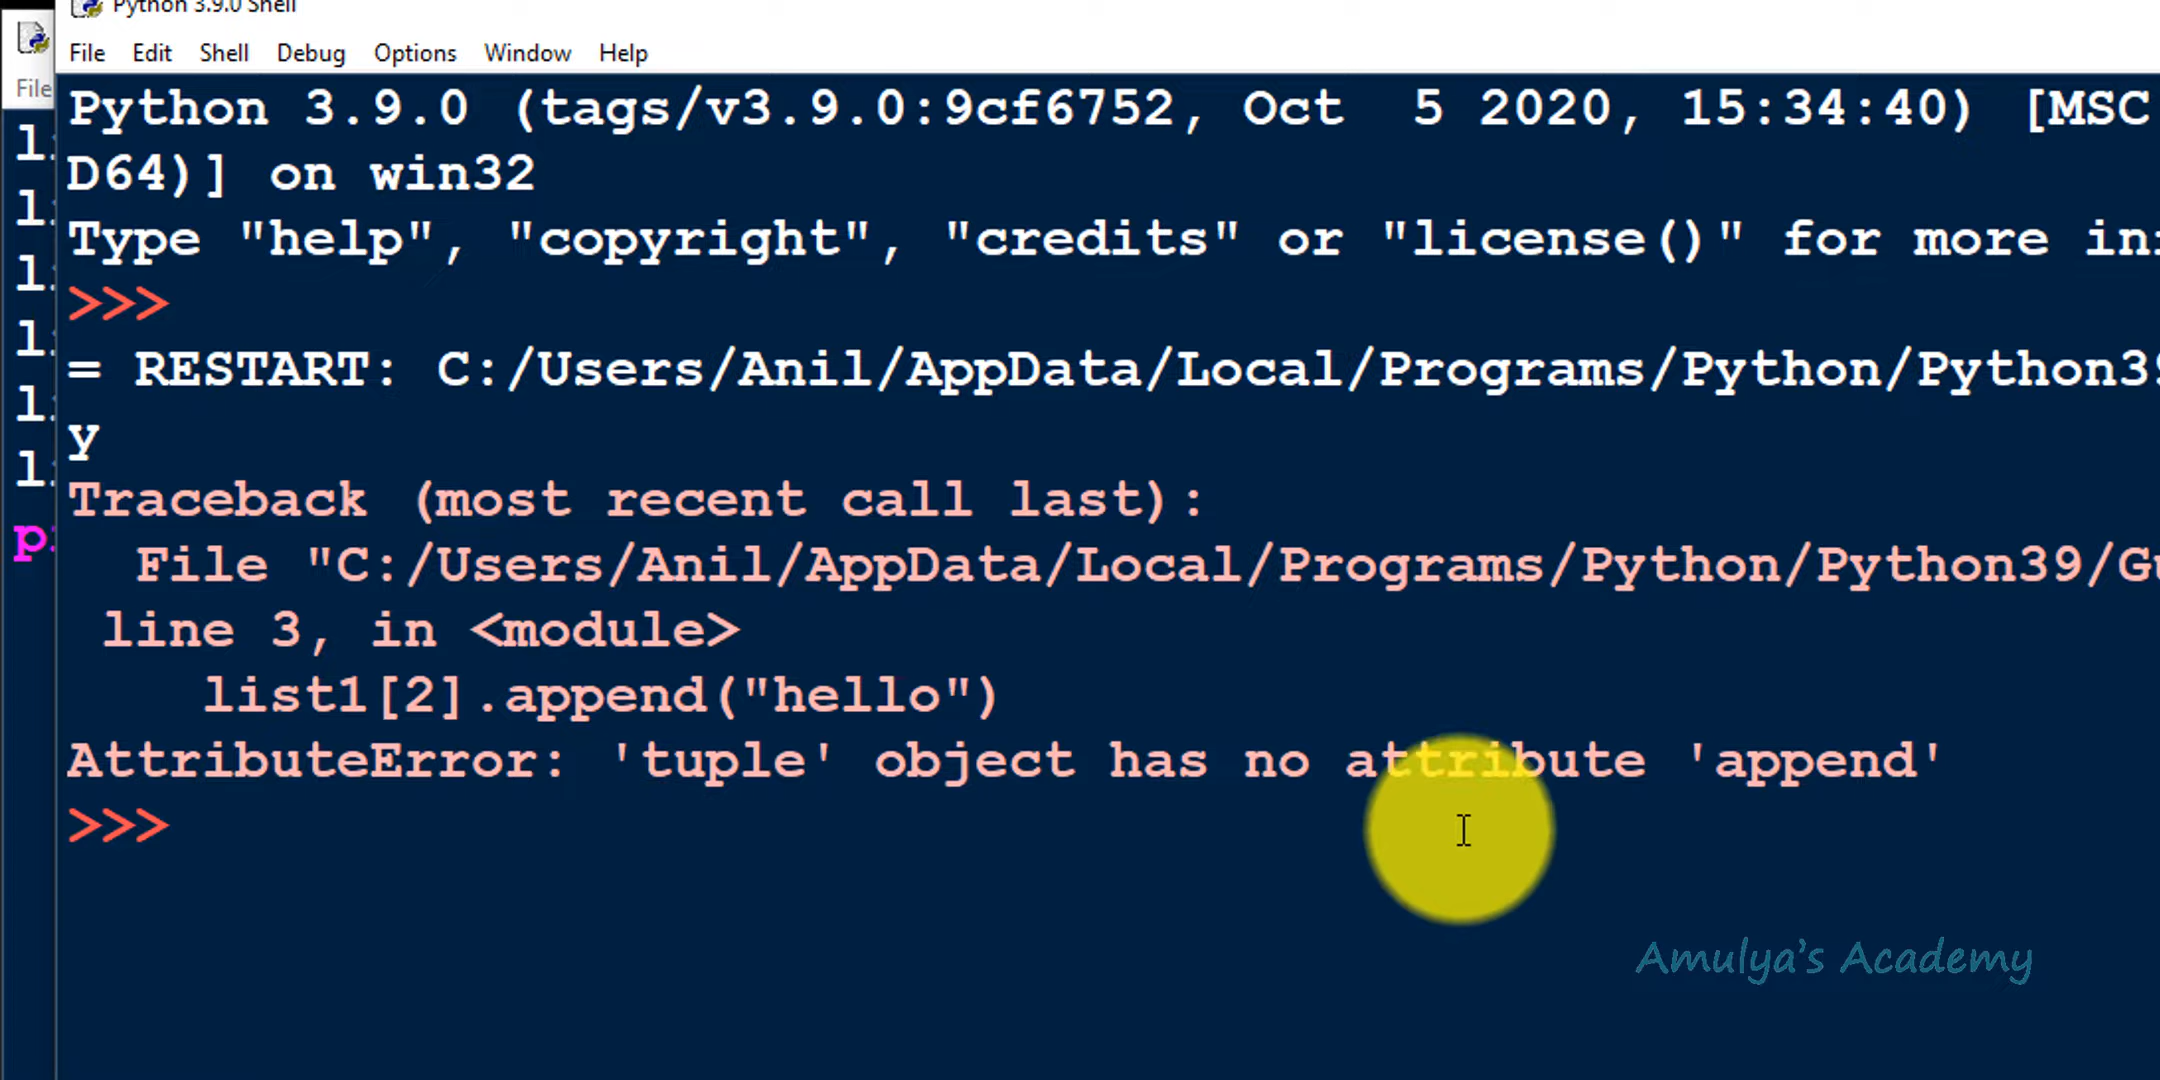 Python 3.9.0 Shell
File Edit Shell Debug Options Window Help
File
Python 3.9.0 (tags/v3.9.0:9cf6752, Oct  5 2020, 15:34:40) [MSC
D64)] on win32
Type "help", "copyright", "credits" or "license()" for more in
>>>
= RESTART: C:/Users/Anil/AppData/Local/Programs/Python/Python39
y
Traceback (most recent call last):
  File "C:/Users/Anil/AppData/Local/Programs/Python/Python39/G
 line 3, in <module>
    list1[2].append("hello")
AttributeError: 'tuple' object has no attribute 'append'
>>>
Amulya's Academy